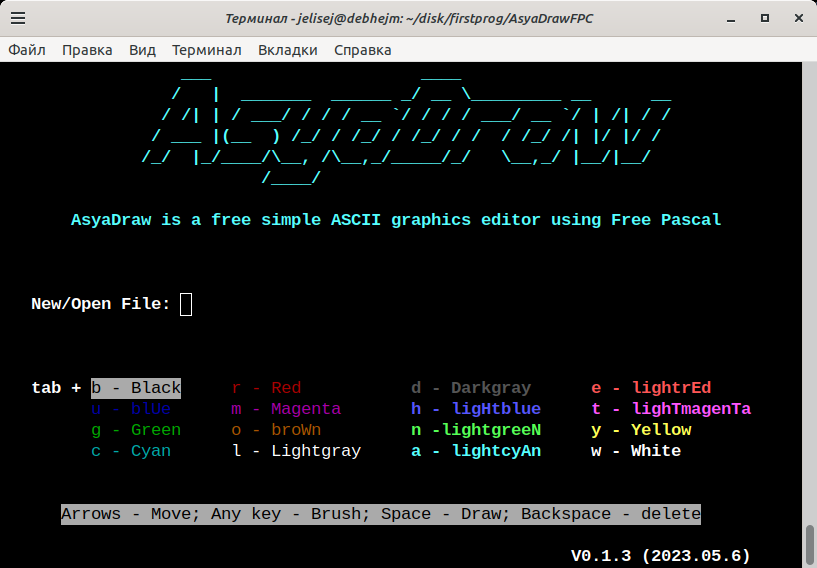 Терминал - jelisej@debhejm: ~/disk/firstprog/AsyaDrawFPC
Файл Правка Вид Терминал Вкладки Справка
AsyaDraw
AsyaDraw is a free simple ASCII graphics editor using Free Pascal
New/Open File:
tab + b - Black r - Red d - Darkgray e - lightrEd
u - blUe m - Magenta h - ligHtblue t - lighTmagenTa
g - Green o - broWn n -lightgreeN y - Yellow
c - Cyan l - Lightgray a - lightcyAn w - White
Arrows - Move; Any key - Brush; Space - Draw; Backspace - delete
V0.1.3 (2023.05.6)